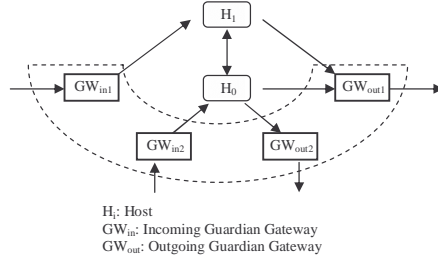 H1
GWin1
H0
GWout1
GWin2
GWout2
Hi: Host
GWin: Incoming Guardian Gateway
GWout: Outgoing Guardian Gateway